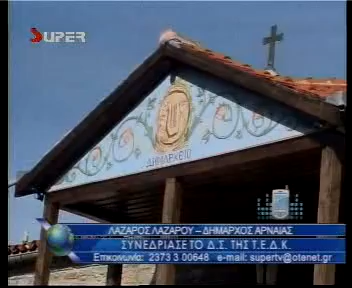 SUPER
ΔΗΜΑΡΧΕΙΟ
ΛΑΖΑΡΟΣ ΛΑΖΑΡΟΥ – ΔΗΜΑΡΧΟΣ ΑΡΝΑΙΑΣ
ΣΥΝΕΔΡΙΑΣΕ ΤΟ Δ.Σ. ΤΗΣ Τ.Ε.Δ.Κ.
Επικοινωνία: 2373 3 00648 e-mail: supertv@otenet.gr